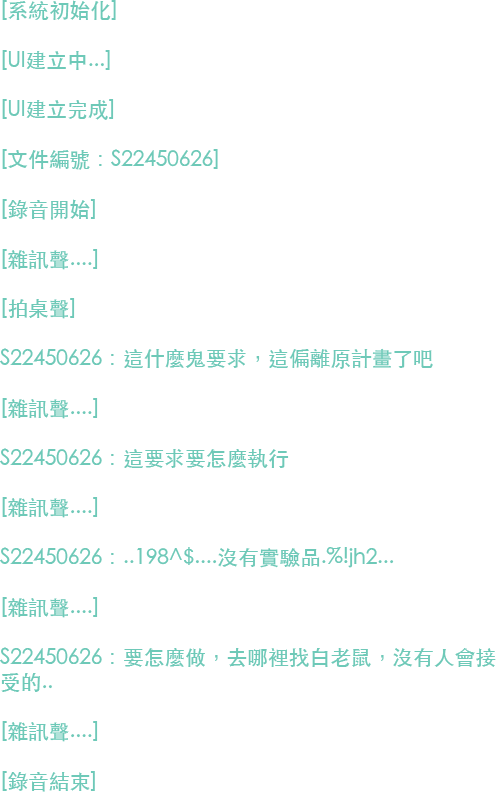 [系統初始化]
[UI建立中...]
[UI建立完成]
[文件編號：S22450626]
[錄音開始]
[雜訊聲....]
[拍桌聲]
S22450626：這什麼鬼要求，這偏離原計畫了吧
[雜訊聲....]
S22450626：這要求要怎麼執行
[雜訊聲....]
S22450626：..198^$....沒有實驗品.%!jh2...
[雜訊聲....]
S22450626：要怎麼做，去哪裡找白老鼠，沒有人會接
受的..
[雜訊聲....]
[錄音結束]